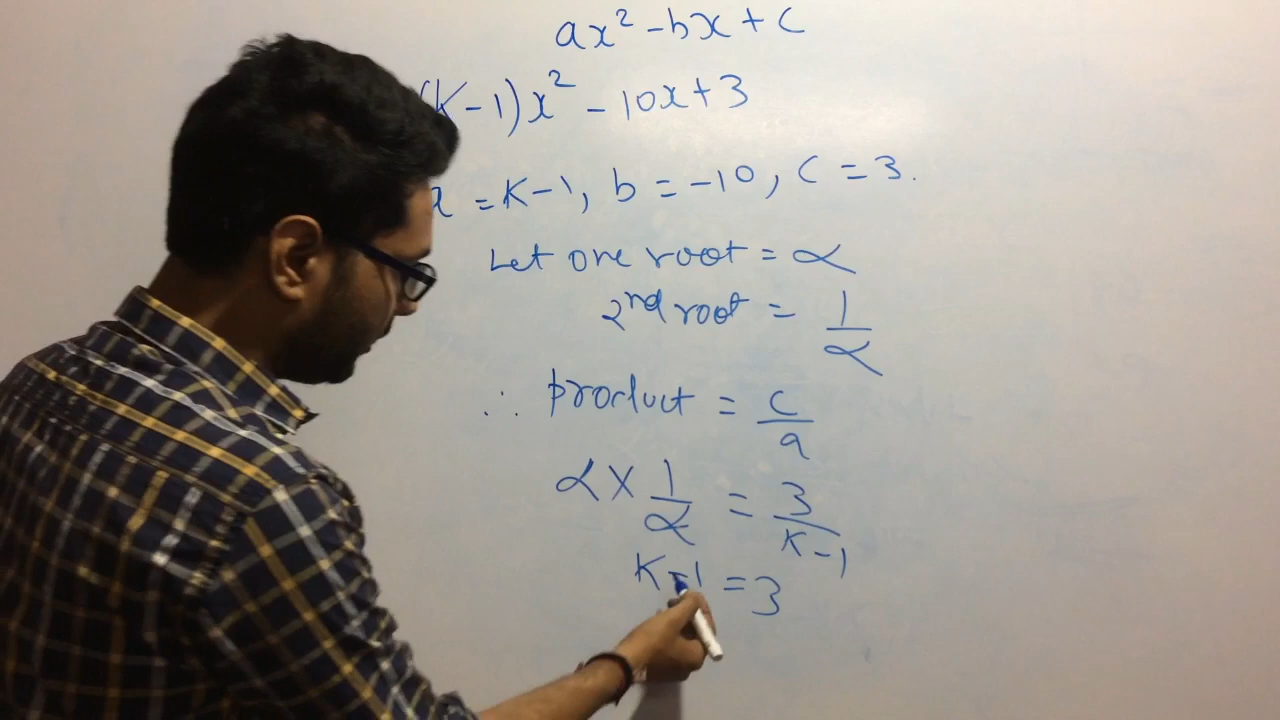 ax² - bx + c
(K-1)x² - 10x + 3
a = K-1, b = -10, C = 3.
Let one root = α
2nd root = 1/α
∴ product = c/a
α × 1/α = 3/K-1
K-1 = 3